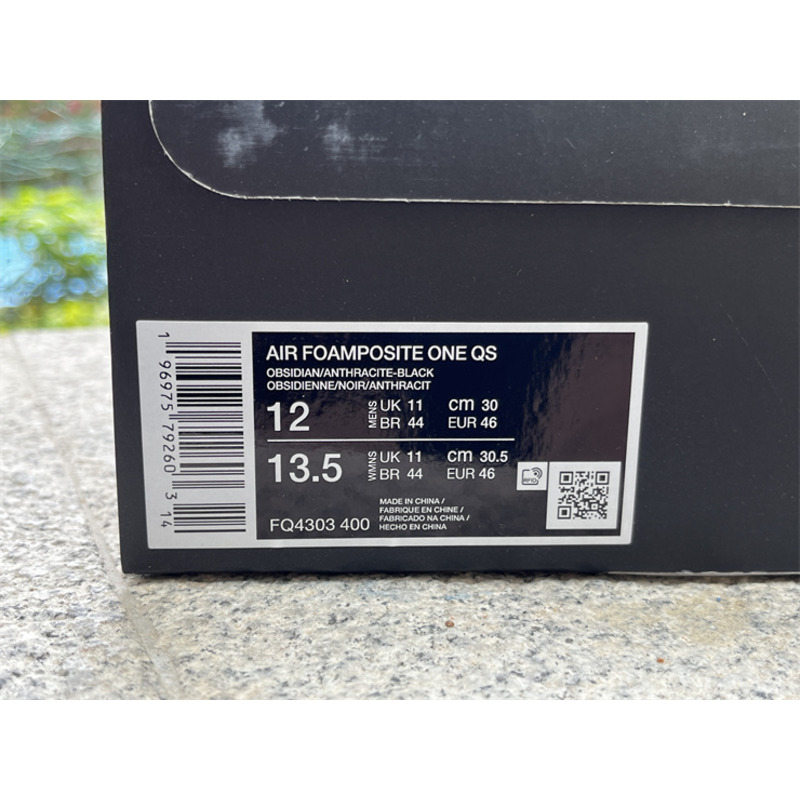 1 96975 79260 3 14
AIR FOAMPOSITE ONE QS
OBSIDIAN/ANTHRACITE-BLACK
OBSIDIENNE/NOIR/ANTHRACIT
12 MENS UK 11 cm 30
BR 44 EUR 46
13.5 WMNS UK 11 cm 30.5
BR 44 EUR 46
RFID
MADE IN CHINA /
FABRIQUE EN CHINE /
FABRICADO NA CHINA /
HECHO EN CHINA
FQ4303 400